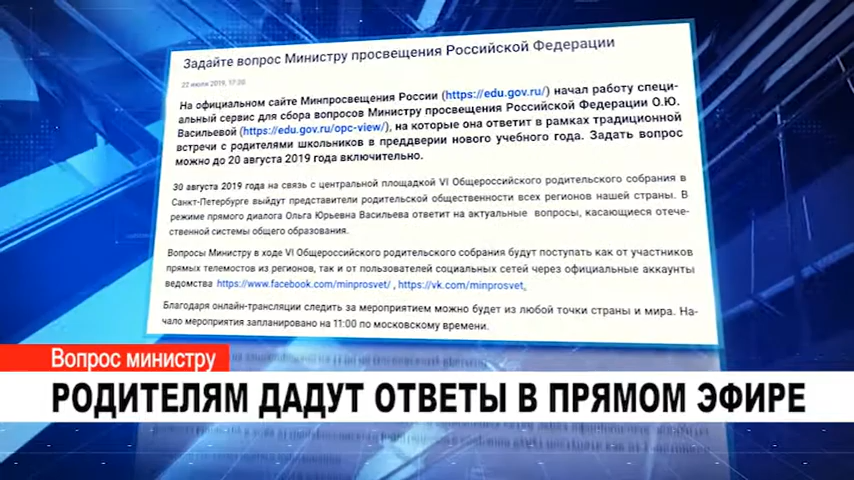 Задайте вопрос Министру просвещения Российской Федерации
22 июля 2019, 17:30
На официальном сайте Минпросвещения России (https://edu.gov.ru/) начал работу специ-
альный сервис для сбора вопросов Министру просвещения Российской Федерации О.Ю.
Васильевой (https://edu.gov.ru/opc-view/), на которые она ответит в рамках традиционной
встречи с родителями школьников в преддверии нового учебного года. Задать вопрос
можно до 20 августа 2019 года включительно.
30 августа 2019 года на связь с центральной площадкой VI Общероссийского родительского собрания в
Санкт-Петербурге выйдут представители родительской общественности всех регионов нашей страны. В
режиме прямого диалога Ольга Юрьевна Васильева ответит на актуальные вопросы, касающиеся отече-
ственной системы общего образования.
Вопросы Министру в ходе VI Общероссийского родительского собрания будут поступать как от участников
прямых телемостов из регионов, так и от пользователей социальных сетей через официальные аккаунты
ведомства https://www.facebook.com/minprosvet/ , https://vk.com/minprosvet,
Благодаря онлайн-трансляции следить за мероприятием можно будет из любой точки страны и мира. На-
чало мероприятия запланировано на 11:00 по московскому времени.
Вопрос министру
РОДИТЕЛЯМ ДАДУТ ОТВЕТЫ В ПРЯМОМ ЭФИРЕ